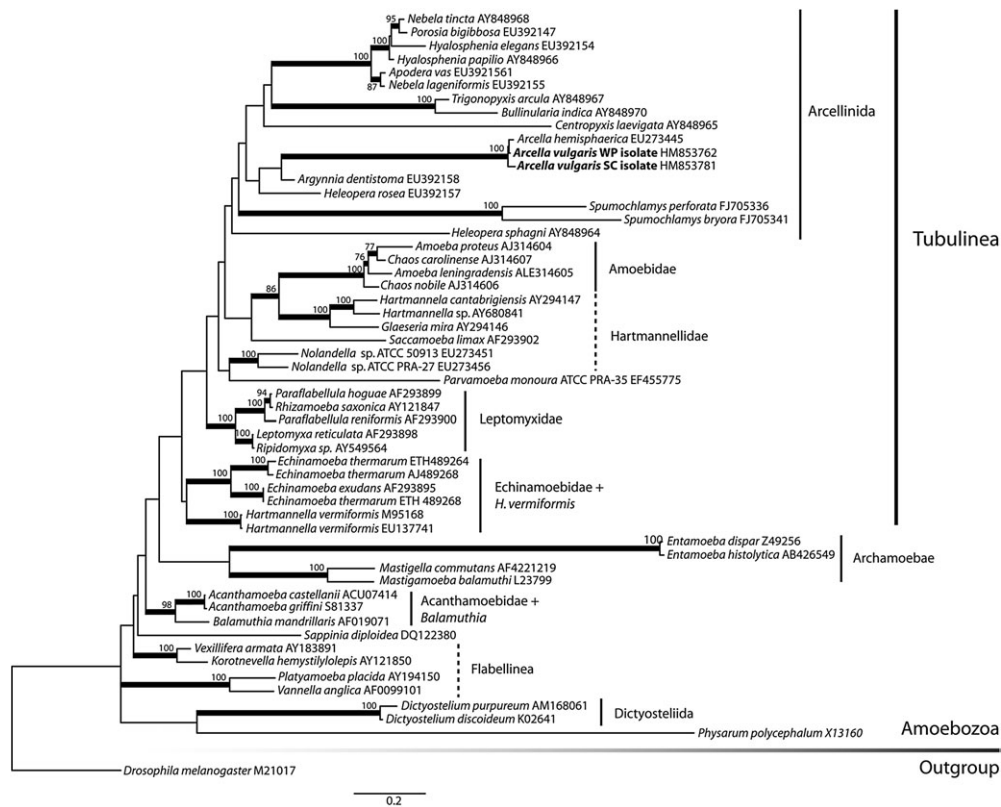 95 Nebela tincta AY848968
Porosia bigibbosa EU392147
100 Hyalosphenia elegans EU392154
Hyalosphenia papilio AY848966
100 Apodera vas EU3921561
87 Nebela lageniformis EU392155
100 Trigonopyxis arcula AY848967
Bullinularia indica AY848970
Arcellinida
Centropyxis laevigata AY848965
Arcella hemisphaerica EU273445
100 Arcella vulgaris WP isolate HM853762
Arcella vulgaris SC isolate HM853781
Argynnia dentistoma EU392158
Heleopera rosea EU392157
Spumochlamys perforata FJ705336
100 Spumochlamys bryora FJ705341
Heleopera sphagni AY848964
Tubulinea
77 Amoeba proteus AJ314604
76 Chaos carolinense AJ314607
100 Amoeba leningradensis ALE314605
Amoebidae
Chaos nobile AJ314606
86 100 Hartmannela cantabrigiensis AY294147
100 Hartmannella sp. AY680841
Glaeseria mira AY294146
Hartmannellidae
Saccamoeba limax AF293902
100 Nolandella sp. ATCC 50913 EU273451
Nolandella sp. ATCC PRA-27 EU273456
Parvamoeba monoura ATCC PRA-35 EF455775
94 Paraflabellula hoguae AF293899
100 Rhizamoeba saxonica AY121847
Paraflabellula reniformis AF293900
Leptomyxidae
100 100 Leptomyxa reticulata AF293898
Ripidomyxa sp. AY549564
100 Echinamoeba thermarum ETH489264
100 Echinamoeba thermarum AJ489268
100 Echinamoeba exudans AF293895
Echinamoebidae +
Echinamoeba thermarum ETH 489268
H. vermiformis
100 Hartmannella vermiformis M95168
Hartmannella vermiformis EU137741
100 Entamoeba dispar Z49256
Entamoeba histolytica AB426549
Archamoebae
100 Mastigella commutans AF4221219
Mastigamoeba balamuthi L23799
100 Acanthamoeba castellanii ACU07414
98 Acanthamoeba griffini S81337
Acanthamoebidae +
Balamuthia
Balamuthia mandrillaris AF019071
Sappinia diploidea DQ122380
100 Vexillifera armata AY183891
Korotnevella hemystilylolepis AY121850
Flabellinea
100 Platyamoeba placida AY194150
Vannella anglica AF0099101
100 Dictyostelium purpureum AM168061
Dictyostelium discoideum K02641
Dictyosteliida
Physarum polycephalum X13160
Amoebozoa
Outgroup
Drosophila melanogaster M21017
0.2